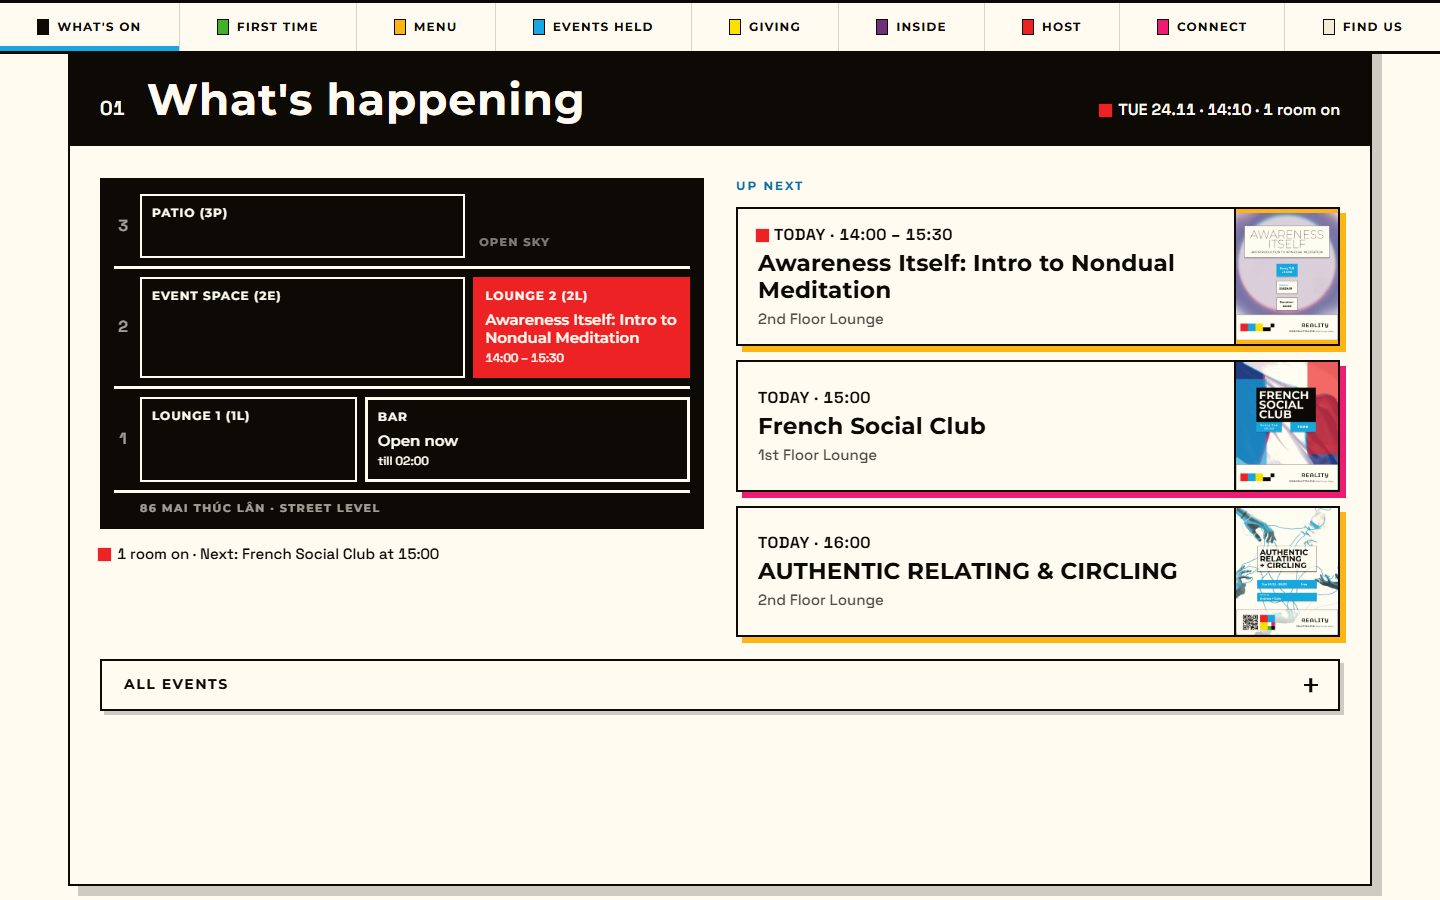 WHAT'S ON
FIRST TIME
MENU
EVENTS HELD
GIVING
INSIDE
HOST
CONNECT
FIND US
01 What's happening
TUE 24.11 · 14:10 · 1 room on
3
PATIO (3P)
OPEN SKY
2
EVENT SPACE (2E)
LOUNGE 2 (2L)
Awareness Itself: Intro to
Nondual Meditation
14:00 – 15:30
1
LOUNGE 1 (1L)
BAR
Open now
till 02:00
86 MAI THÚC LÂN · STREET LEVEL
1 room on · Next: French Social Club at 15:00
UP NEXT
TODAY · 14:00 – 15:30
Awareness Itself: Intro to Nondual
Meditation
2nd Floor Lounge
AWARENESS
ITSELF
REALITY
TODAY · 15:00
French Social Club
1st Floor Lounge
FRENCH
SOCIAL
CLUB
REALITY
TODAY · 16:00
AUTHENTIC RELATING & CIRCLING
2nd Floor Lounge
AUTHENTIC
RELATING
+ CIRCLING
REALITY
ALL EVENTS
+